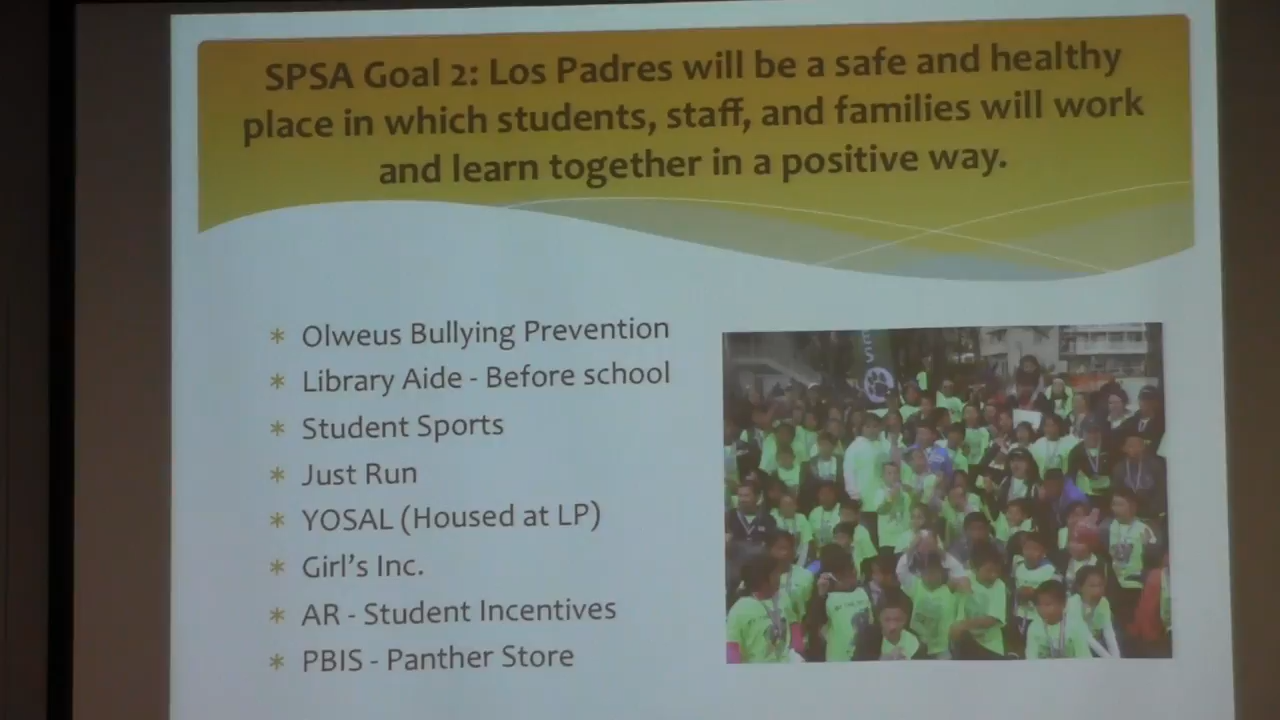 SPSA Goal 2: Los Padres will be a safe and healthy
place in which students, staff, and families will work
and learn together in a positive way.
* Olweus Bullying Prevention
* Library Aide - Before school
* Student Sports
* Just Run
* YOSAL (Housed at LP)
* Girl's Inc.
* AR - Student Incentives
* PBIS - Panther Store